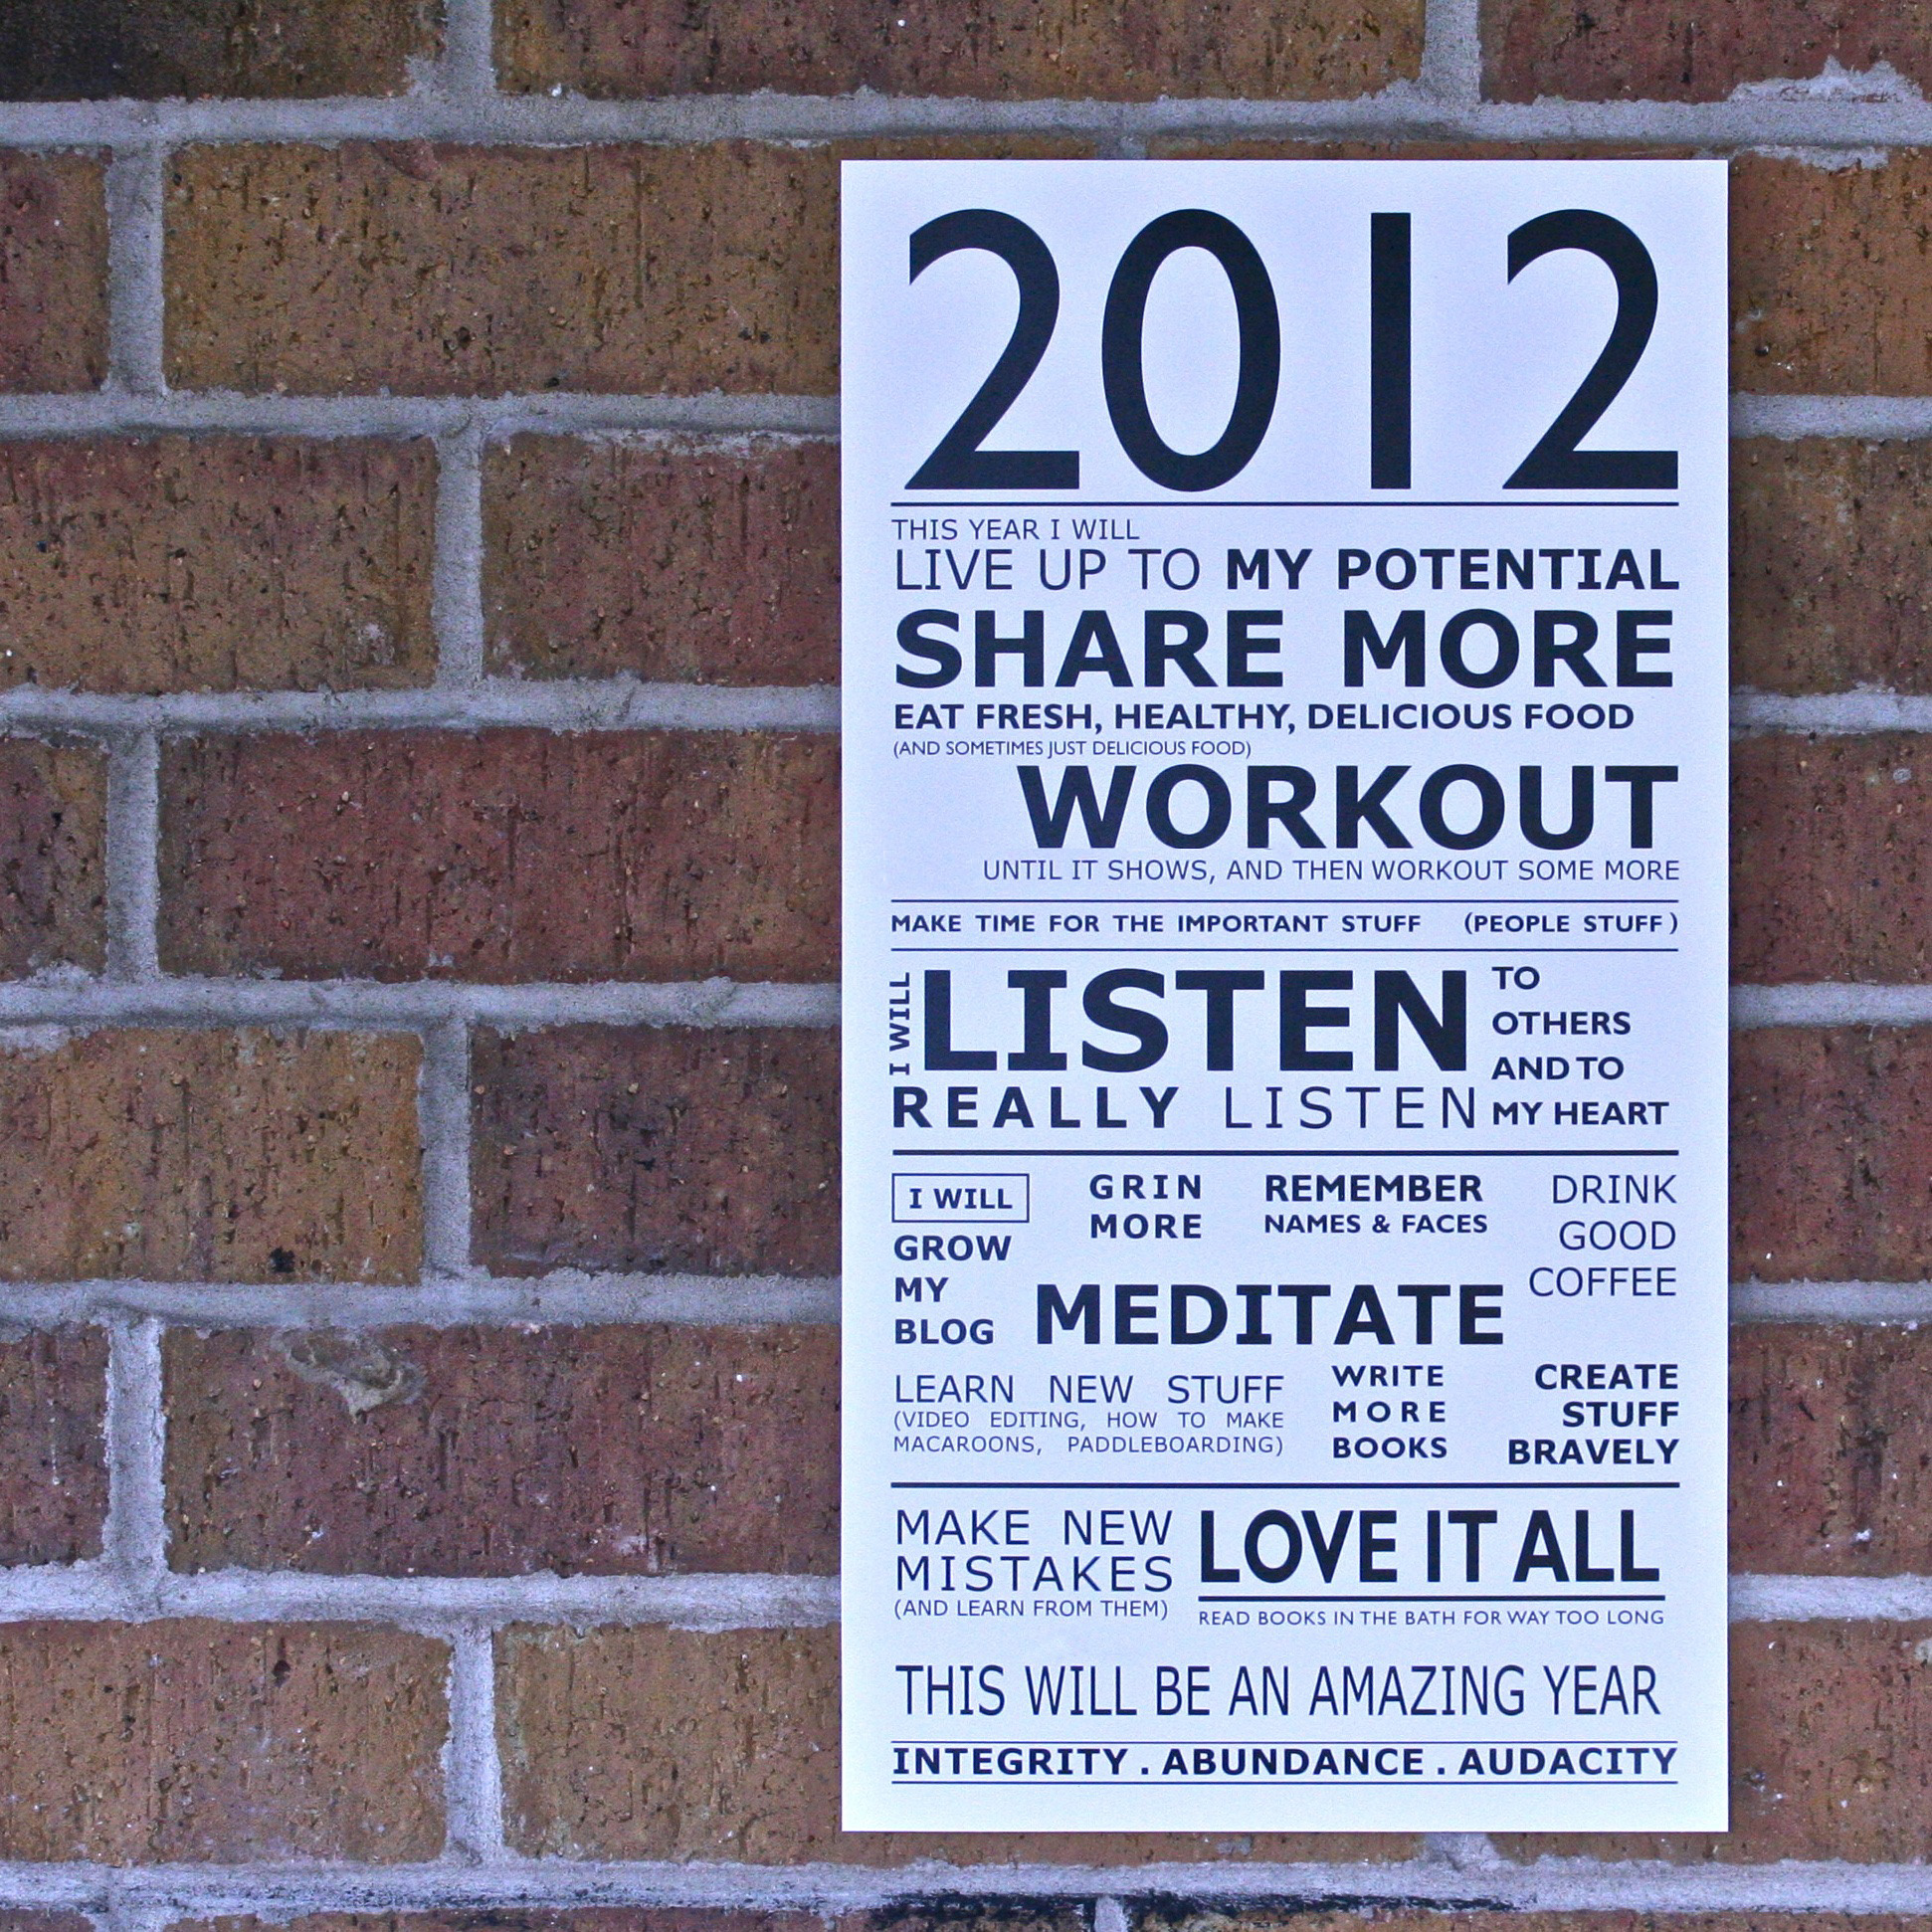 2012
THIS YEAR I WILL
LIVE UP TO MY POTENTIAL
SHARE MORE
EAT FRESH, HEALTHY, DELICIOUS FOOD
(AND SOMETIMES JUST DELICIOUS FOOD)
WORKOUT
UNTIL IT SHOWS, AND THEN WORKOUT SOME MORE
MAKE TIME FOR THE IMPORTANT STUFF (PEOPLE STUFF)
I WILL
LISTEN
REALLY LISTEN
TO
OTHERS
AND TO
MY HEART
I WILL
GROW
MY
BLOG
GRIN
MORE
REMEMBER
NAMES & FACES
DRINK
GOOD
COFFEE
MEDITATE
LEARN NEW STUFF
(VIDEO EDITING, HOW TO MAKE
MACAROONS, PADDLEBOARDING)
WRITE
MORE
BOOKS
CREATE
STUFF
BRAVELY
MAKE NEW
MISTAKES
(AND LEARN FROM THEM)
LOVE IT ALL
READ BOOKS IN THE BATH FOR WAY TOO LONG
THIS WILL BE AN AMAZING YEAR
INTEGRITY . ABUNDANCE . AUDACITY